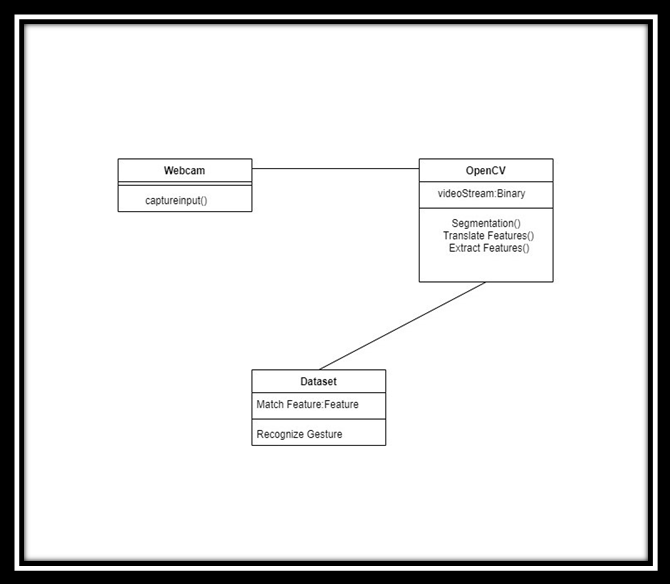 Webcam
captureinput()
OpenCV
videoStream:Binary
Segmentation()
Translate Features()
Extract Features()
Dataset
Match Feature:Feature
Recognize Gesture